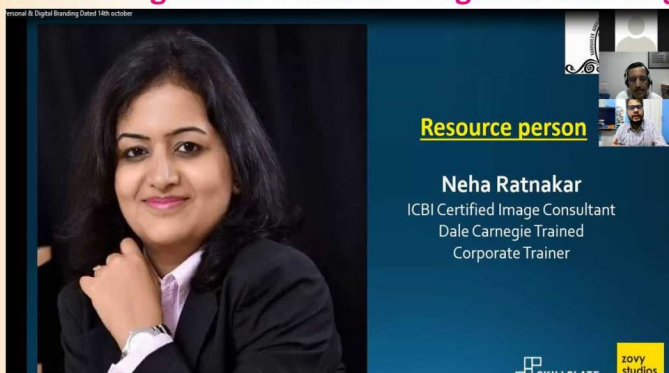 Personal & Digital Branding Dated 14th october
Resource person
Neha Ratnakar
ICBI Certified Image Consultant
Dale Carnegie Trained
Corporate Trainer
zovy
studios